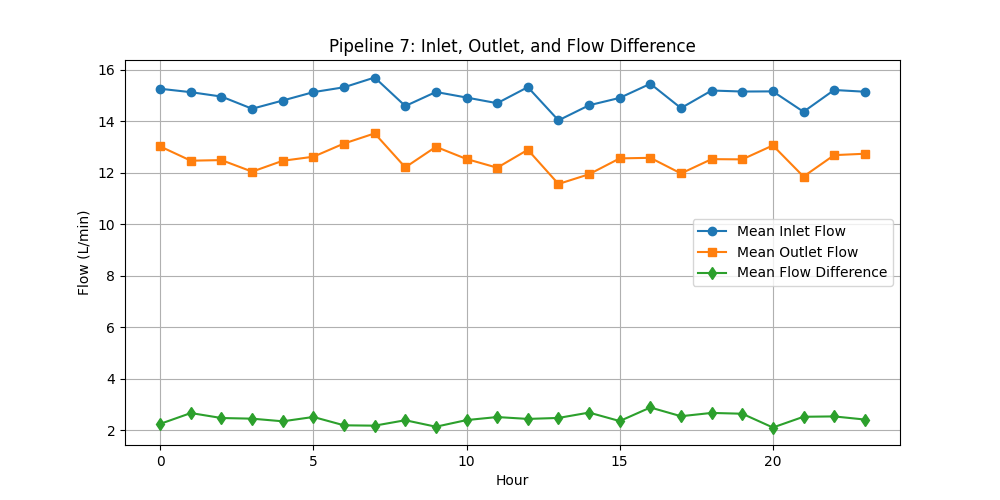 Pipeline 7: Inlet, Outlet, and Flow Difference
16
14
12
10
8
6
4
2
Flow (L/min)
Mean Inlet Flow
Mean Outlet Flow
Mean Flow Difference
0 5 10 15 20
Hour